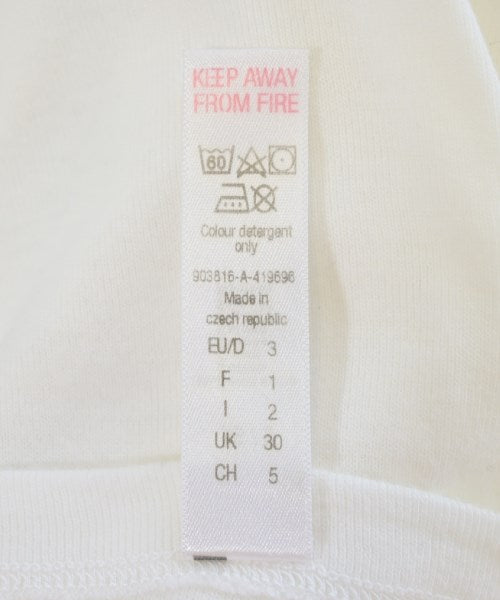 KEEP AWAY
FROM FIRE
60
Colour detergent
only
903816-A-419696
Made in
czech republic
EU/D 3
F 1
I 2
UK 30
CH 5